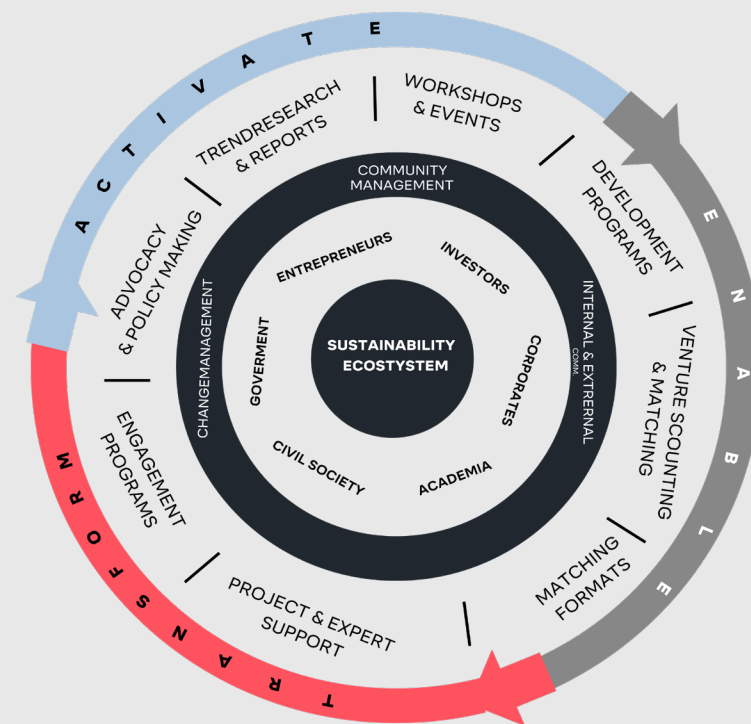 ACTIVATE
ENABLE
TRANSFORM
TRENDRESEARCH
& REPORTS
WORKSHOPS
& EVENTS
DEVELOPMENT
PROGRAMS
VENTURE SCOUNTING
& MATCHING
MATCHING
FORMATS
PROJECT & EXPERT
SUPPORT
ENGAGEMENT
PROGRAMS
ADVOCACY
& POLICY MAKING
COMMUNITY
MANAGEMENT
INTERNAL & EXTRERNAL
COMM.
CHANGEMANAGEMENT
ENTREPRENEURS
INVESTORS
CORPORATES
ACADEMIA
CIVIL SOCIETY
GOVERMENT
SUSTAINABILITY
ECOSTYSTEM